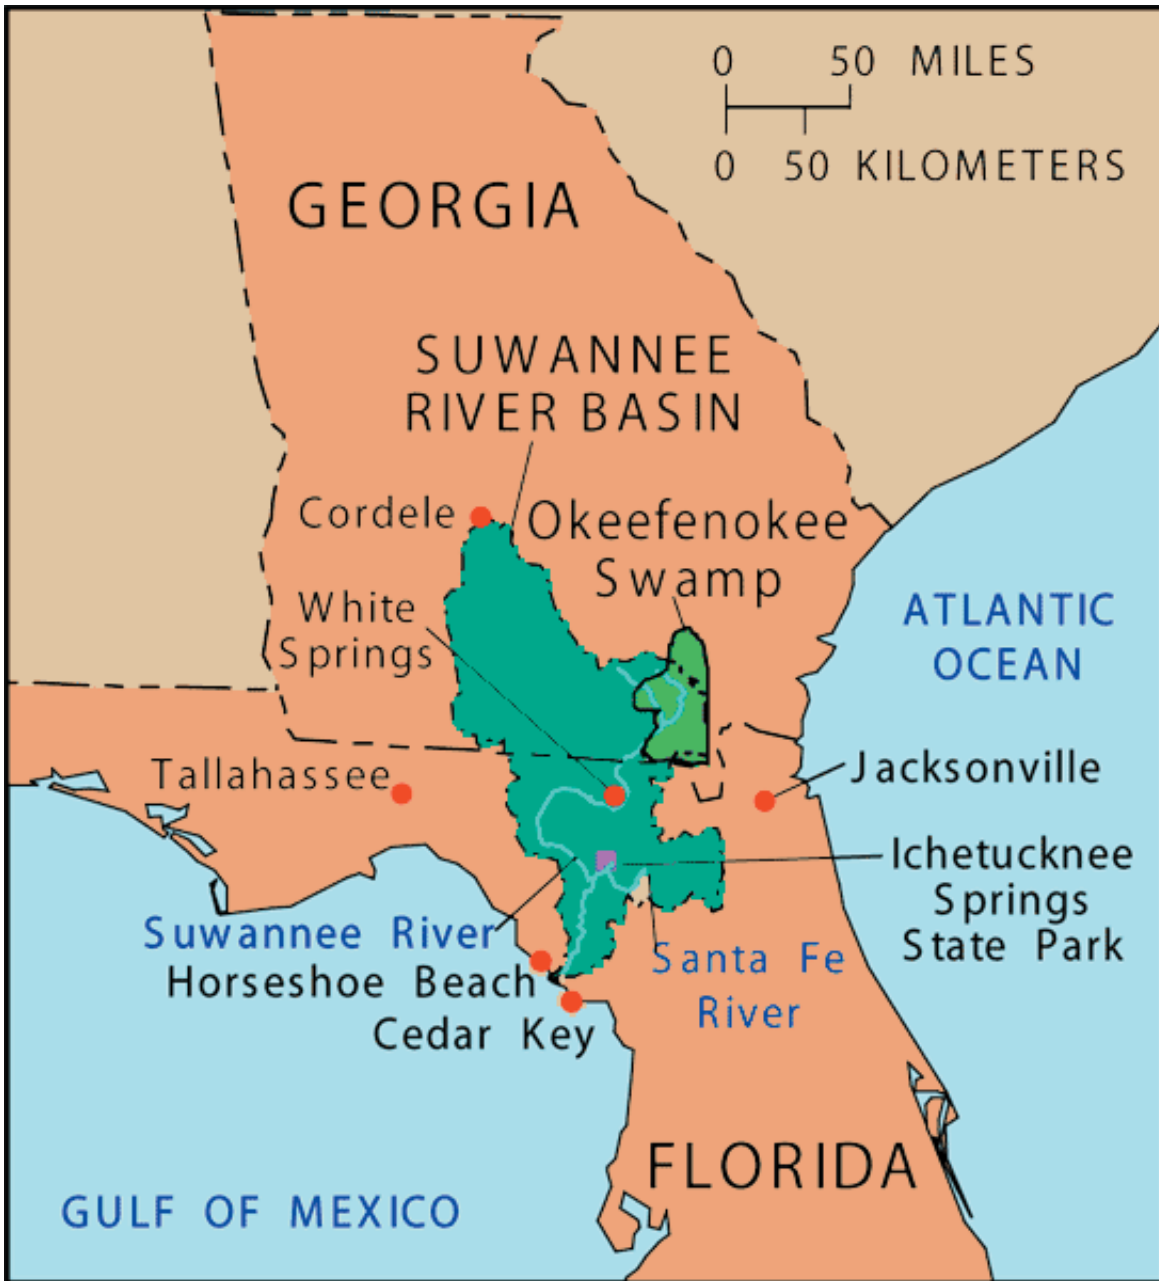 0 50 MILES
0 50 KILOMETERS
GEORGIA
SUWANNEE
RIVER BASIN
Cordele
Okeefenokee
Swamp
White
Springs
ATLANTIC
OCEAN
Tallahassee
Jacksonville
Ichetucknee
Springs
State Park
Suwannee River
Horseshoe Beach
Santa Fe
River
Cedar Key
FLORIDA
GULF OF MEXICO